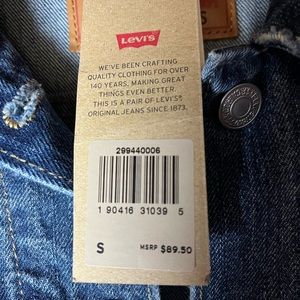 Levi's
WE'VE BEEN CRAFTING
QUALITY CLOTHING FOR OVER
140 YEARS, MAKING GREAT
THINGS EVEN BETTER.
THIS IS A PAIR OF LEVI'S®
ORIGINAL JEANS SINCE 1873.
299440006
1 90416 31039 5
S
MSRP $89.50